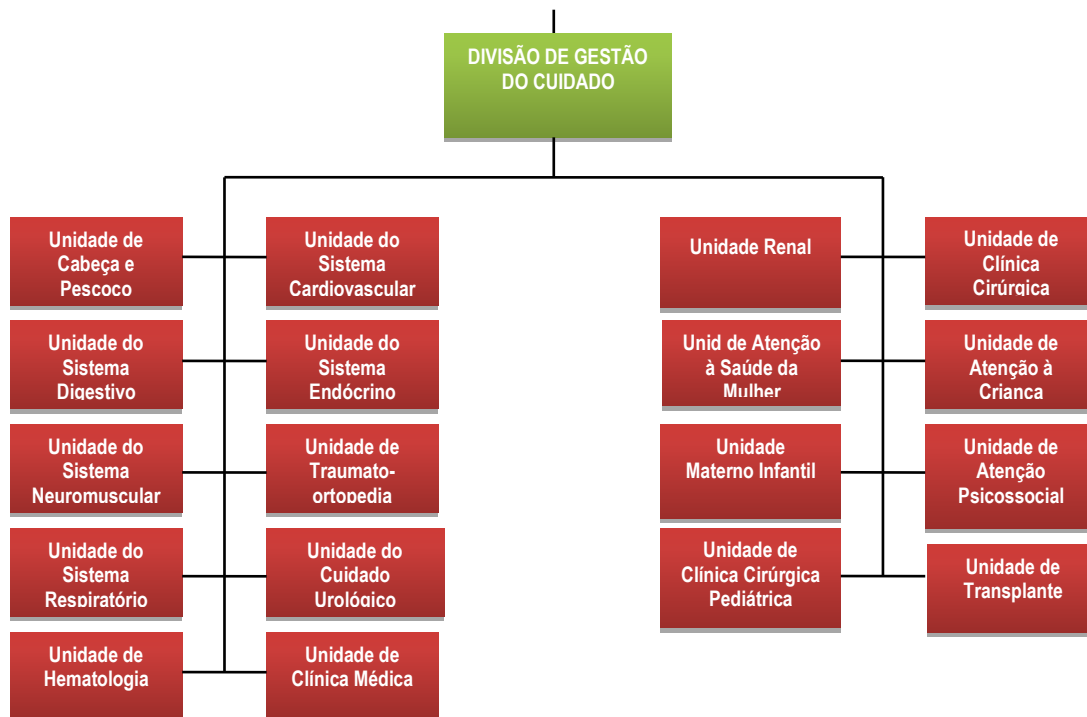 DIVISÃO DE GESTÃO
DO CUIDADO
Unidade de
Cabeça e
Pescoco
Unidade do
Sistema
Cardiovascular
Unidade Renal
Unidade de
Clínica
Cirúrgica
Unidade do
Sistema
Digestivo
Unidade do
Sistema
Endócrino
Unid de Atenção
à Saúde da
Mulher
Unidade de
Atenção à
Crianca
Unidade do
Sistema
Neuromuscular
Unidade de
Traumato-
ortopedia
Unidade
Materno Infantil
Unidade de
Atenção
Psicossocial
Unidade do
Sistema
Respiratório
Unidade do
Cuidado
Urológico
Unidade de
Clínica Cirúrgica
Pediátrica
Unidade de
Transplante
Unidade de
Hematologia
Unidade de
Clínica Médica